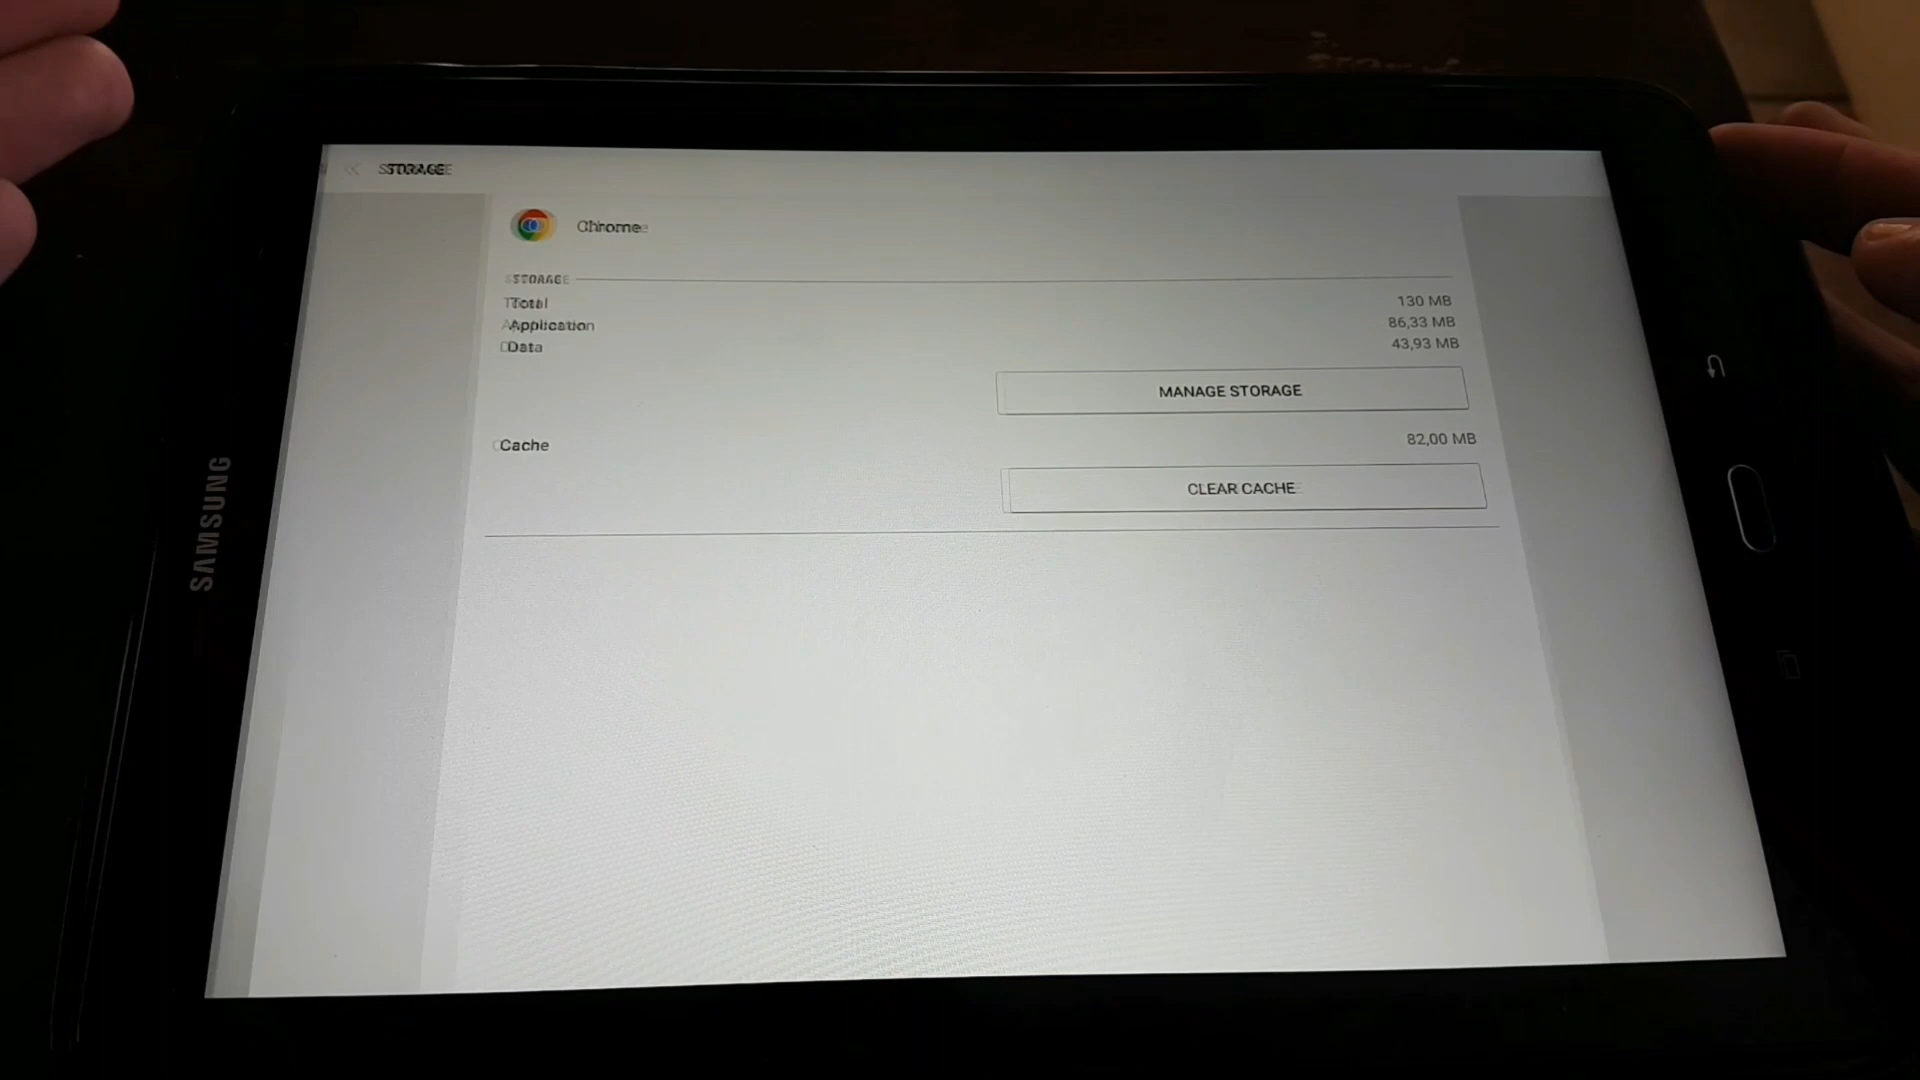 STORAGE
Chrome
STORAGE
Total 130 MB
Application 86,33 MB
Data 43,93 MB
MANAGE STORAGE
Cache 82,00 MB
CLEAR CACHE
SAMSUNG